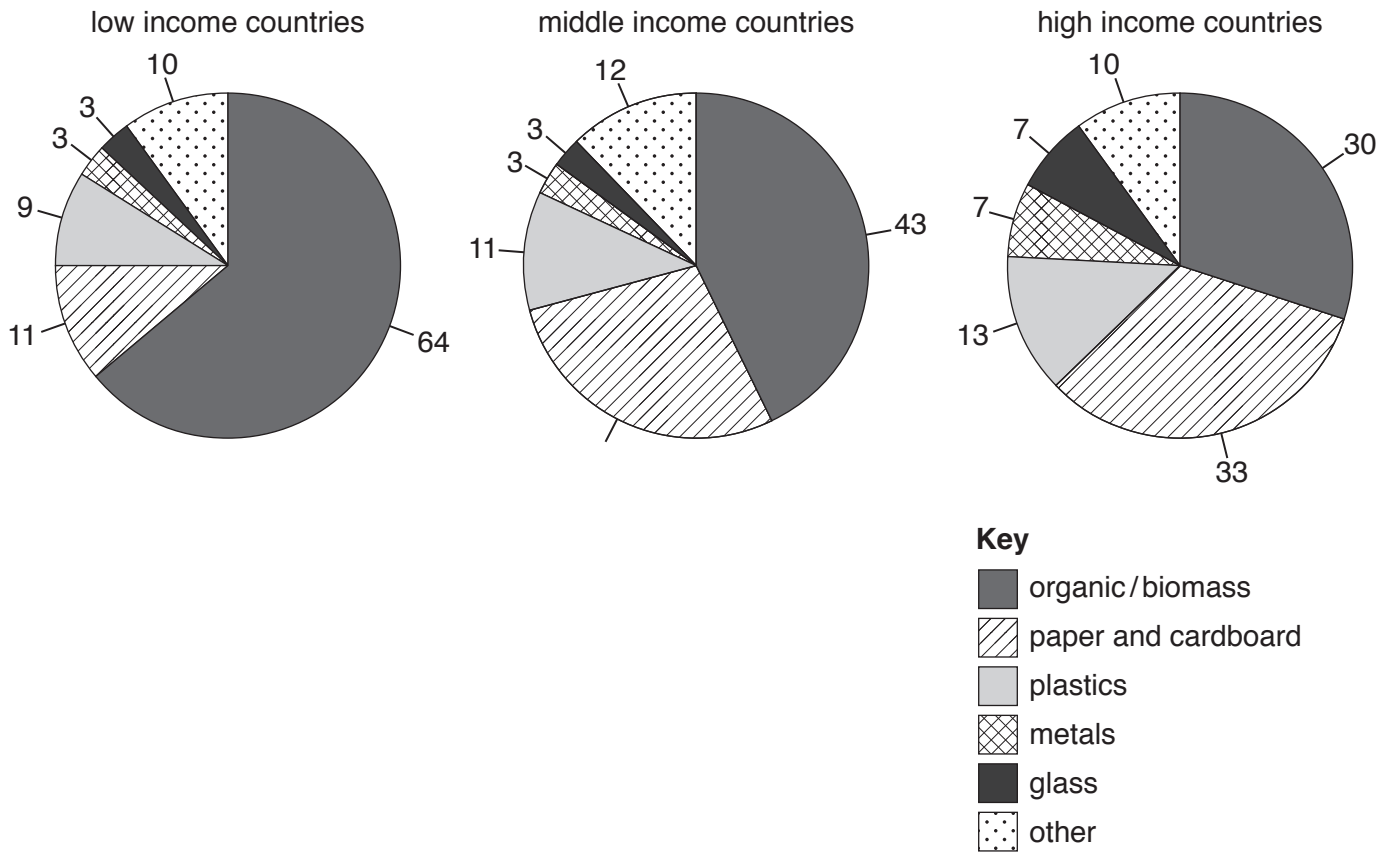 low income countries
10
3
3
9
11
64
middle income countries
12
3
3
11
43
high income countries
10
7
7
13
30
33
Key
organic/biomass
paper and cardboard
plastics
metals
glass
other